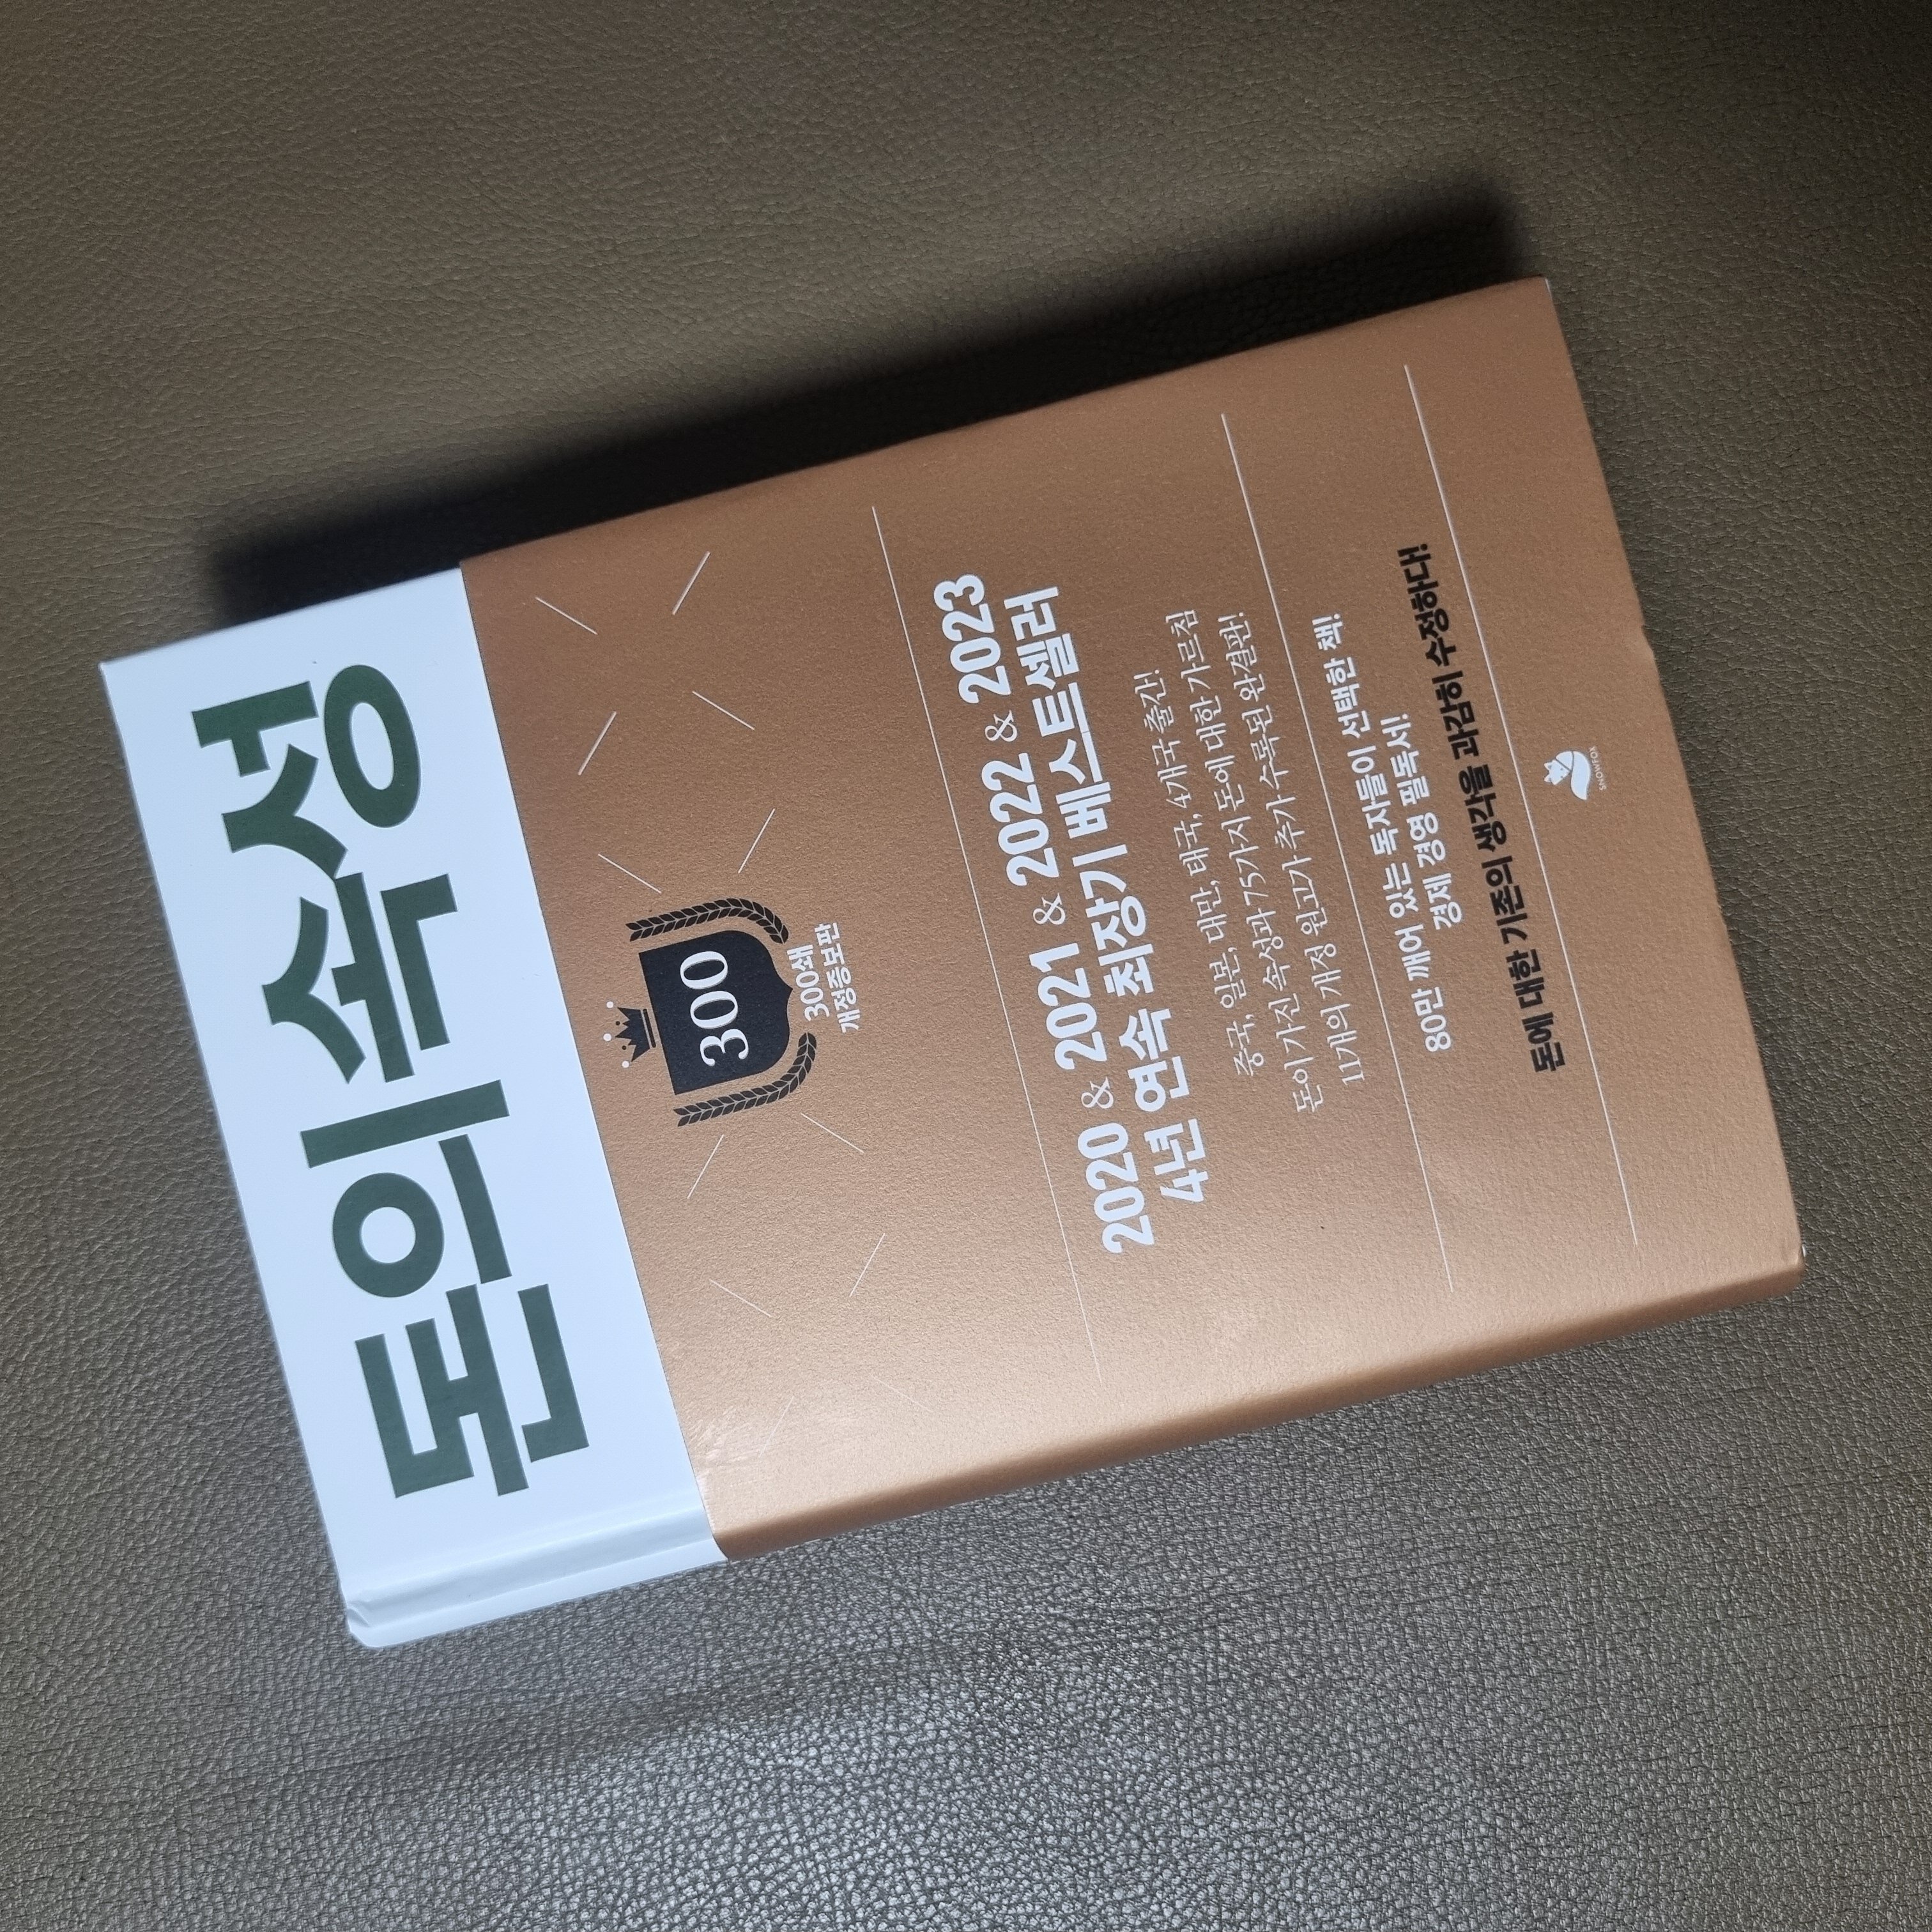 돈의 속성
300
300쇄
개정증보판
2020 & 2021 & 2022 & 2023
4년 연속 최장기 베스트셀러
중국, 일본, 대만, 태국, 4개국 출간!
돈이 가진 속성과 75가지 돈에 대한 가르침
11개의 개정 원고가 추가 수록된 완결판!
80만 깨어 있는 독자들이 선택한 책!
경제 경영 필독서!
돈에 대한 기존의 생각을 과감히 수정하다!
SNOWFOX